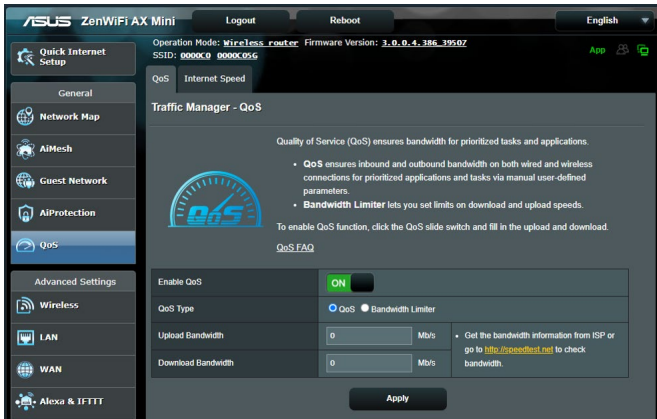 ASUS ZenWiFi AX Mini Logout Reboot English
Quick Internet Setup
General
Network Map
AiMesh
Guest Network
AiProtection
QoS
Advanced Settings
Wireless
LAN
WAN
Alexa & IFTTT
Operation Mode: Wireless router Firmware Version: 3.0.0.4.386_39507
SSID: 0000C0 0000C05G
App
QoS Internet Speed
Traffic Manager - QoS
Quality of Service (QoS) ensures bandwidth for prioritized tasks and applications.
• QoS ensures inbound and outbound bandwidth on both wired and wireless
connections for prioritized applications and tasks via manual user-defined
parameters.
• Bandwidth Limiter lets you set limits on download and upload speeds.
To enable QoS function, click the QoS slide switch and fill in the upload and download.
QoS FAQ
QoS
Enable QoS ON
QoS Type QoS Bandwidth Limiter
Upload Bandwidth 0 Mb/s
Download Bandwidth 0 Mb/s
• Get the bandwidth information from ISP or
go to http://speedtest.net to check
bandwidth.
Apply